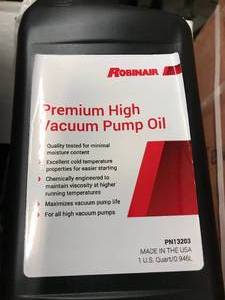 ROBINAIR
Premium High
Vacuum Pump Oil
Quality tested for minimal
moisture content
Excellent cold temperature
properties for easier starting
Chemically engineered to
maintain viscosity at higher
running temperatures
Maximizes vacuum pump life
For all high vacuum pumps
PN13203
MADE IN THE USA
1 U.S. Quart/0.946L